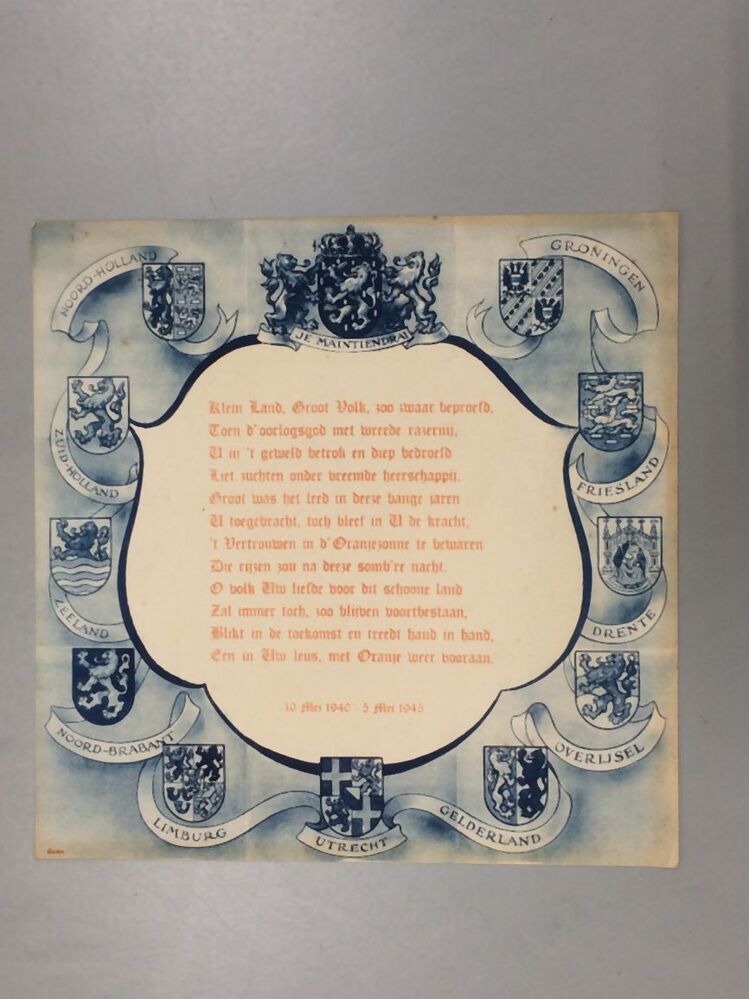 JE MAINTIENDRAI
NOORD-HOLLAND
GRONINGEN
ZUID-HOLLAND
FRIESLAND
ZEELAND
DRENTE
NOORD-BRABANT
OVERIJSEL
LIMBURG
UTRECHT
GELDERLAND
Klein Land, Groot Volk, zoo zwaar beproefd,
Toen d'oorlogsgod met wreede razernij,
U in 't geweld betrok en diep bedroefd
Liet zuchten onder vreemde heerschappij.
Groot was het leed in deeze bange jaren
U toegebracht, toch bleef in U de kracht,
't Vertrouwen in d'Oranjezonne te bewaren
Die rijzen zou na deeze somb're nacht.
O volk Uw liefde voor dit schoone land
Zal immer toch, zoo blijven voortbestaan,
Blikt in de toekomst en treedt hand in hand,
Een in Uw leus, met Oranje weer vooraan.
10 Mei 1940 - 5 Mei 1945